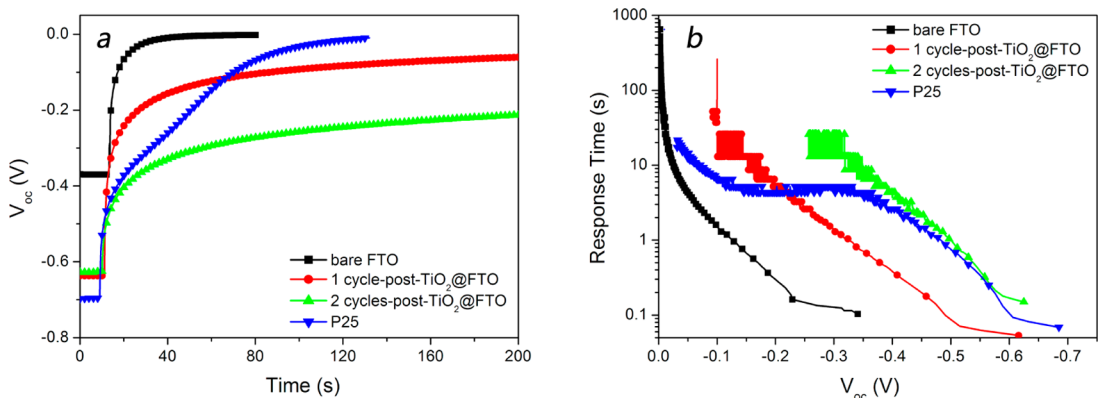 a
0.0
-0.2
-0.4
-0.6
-0.8
V_oc (V)
bare FTO
1 cycle-post-TiO₂@FTO
2 cycles-post-TiO₂@FTO
P25
0 40 80 120 160 200
Time (s)
b
1000
100
10
1
0.1
Response Time (s)
bare FTO
1 cycle-post-TiO₂@FTO
2 cycles-post-TiO₂@FTO
P25
0.0 -0.1 -0.2 -0.3 -0.4 -0.5 -0.6 -0.7
V_oc (V)